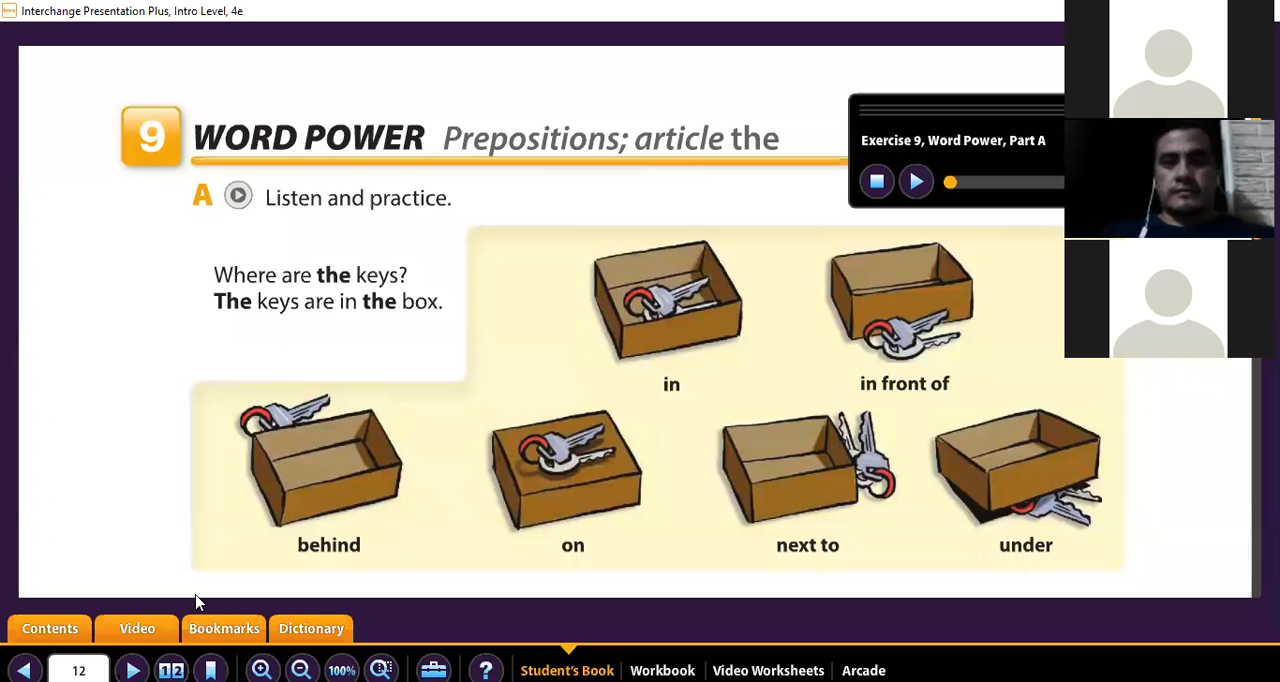 Interchange Presentation Plus, Intro Level, 4e
9 WORD POWER Prepositions; article the
Exercise 9, Word Power, Part A
A Listen and practice.
Where are the keys?
The keys are in the box.
in in front of
behind on next to under
Contents Video Bookmarks Dictionary
12 1 2 100% ? Student's Book Workbook Video Worksheets Arcade